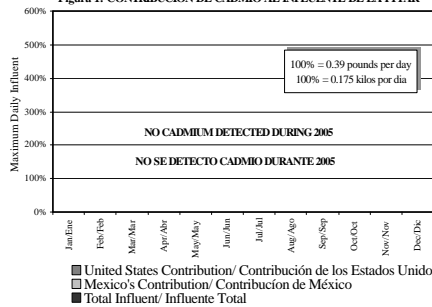 Figura 1. CONTRIBUCIÓN DE CADMIO AL INFLUENTE DE LA PITAR
600%
500%
400%
300%
200%
100%
0%
Maximum Daily Influent
100% = 0.39 pounds per day
100% = 0.175 kilos por dia
NO CADMIUM DETECTED DURING 2005
NO SE DETECTO CADMIO DURANTE 2005
Jan/Ene
Feb/Feb
Mar/Mar
Apr/Abr
May/May
Jun/Jun
Jul/Jul
Aug/Ago
Sep/Sep
Oct/Oct
Nov/Nov
Dec/Dic
United States Contribution/ Contribución de los Estados Unido
Mexico's Contribution/ Contribucíon de México
Total Influent/ Influente Total